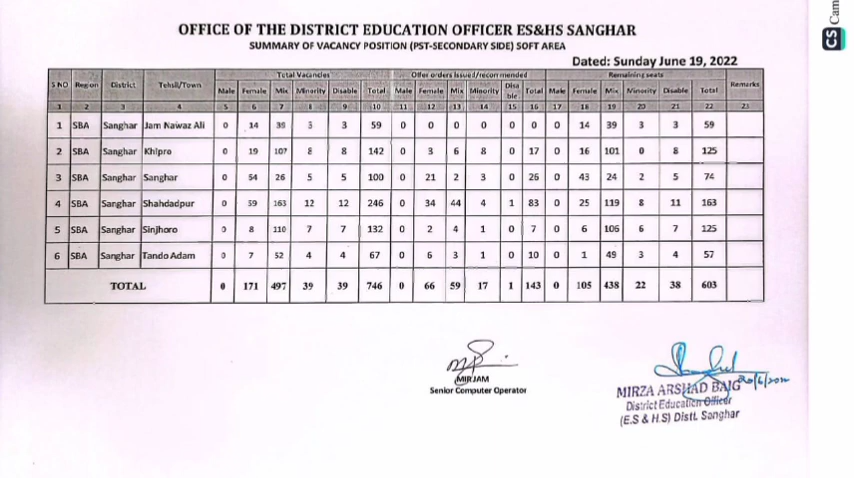 OFFICE OF THE DISTRICT EDUCATION OFFICER ES&HS SANGHAR
SUMMARY OF VACANCY POSITION (PST-SECONDARY SIDE) SOFT AREA
Dated: Sunday June 19, 2022
S NO Region District Tehsil/Town Total Vacancies Offer orders issued/recommended Remaining seats Remarks
Male Female Mix Minority Disable Total Male Female Mix Minority Disable Total Male Female Mix Minority Disable Total
1 2 3 4 5 6 7 8 9 10 11 12 13 14 15 16 17 18 19 20 21 22 23
1 SBA Sanghar Jam Nawaz Ali 0 14 39 3 3 59 0 0 0 0 0 0 0 14 39 3 3 59
2 SBA Sanghar Khipro 0 19 107 8 8 142 0 3 6 8 0 17 0 16 101 0 8 125
3 SBA Sanghar Sanghar 0 54 26 5 5 100 0 21 2 3 0 26 0 43 24 2 5 74
4 SBA Sanghar Shahdadpur 0 59 163 12 12 246 0 34 44 4 1 83 0 25 119 8 11 163
5 SBA Sanghar Sinjhoro 0 8 110 7 7 132 0 2 4 1 0 7 0 6 106 6 7 125
6 SBA Sanghar Tando Adam 0 7 52 4 4 67 0 6 3 1 0 10 0 1 49 3 4 57
TOTAL 0 171 497 39 39 746 0 66 59 17 1 143 0 105 438 22 38 603
MIRJAM
Senior Computer Operator
MIRZA ARSHAD BAIG
District Education Officer
(E.S & H.S) Distt. Sanghar
CS Cam